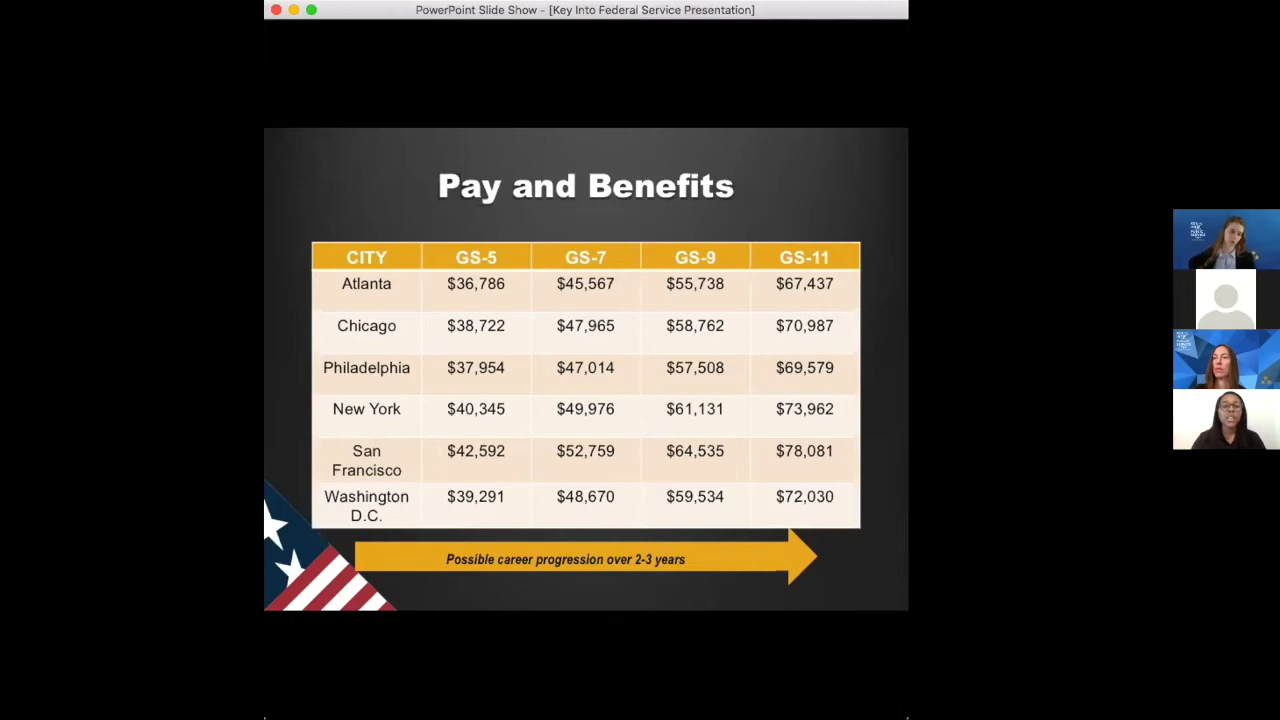 PowerPoint Slide Show - [Key Into Federal Service Presentation]
Pay and Benefits
CITY GS-5 GS-7 GS-9 GS-11
Atlanta $36,786 $45,567 $55,738 $67,437
Chicago $38,722 $47,965 $58,762 $70,987
Philadelphia $37,954 $47,014 $57,508 $69,579
New York $40,345 $49,976 $61,131 $73,962
San $42,592 $52,759 $64,535 $78,081
Francisco
Washington $39,291 $48,670 $59,534 $72,030
D.C.
Possible career progression over 2-3 years